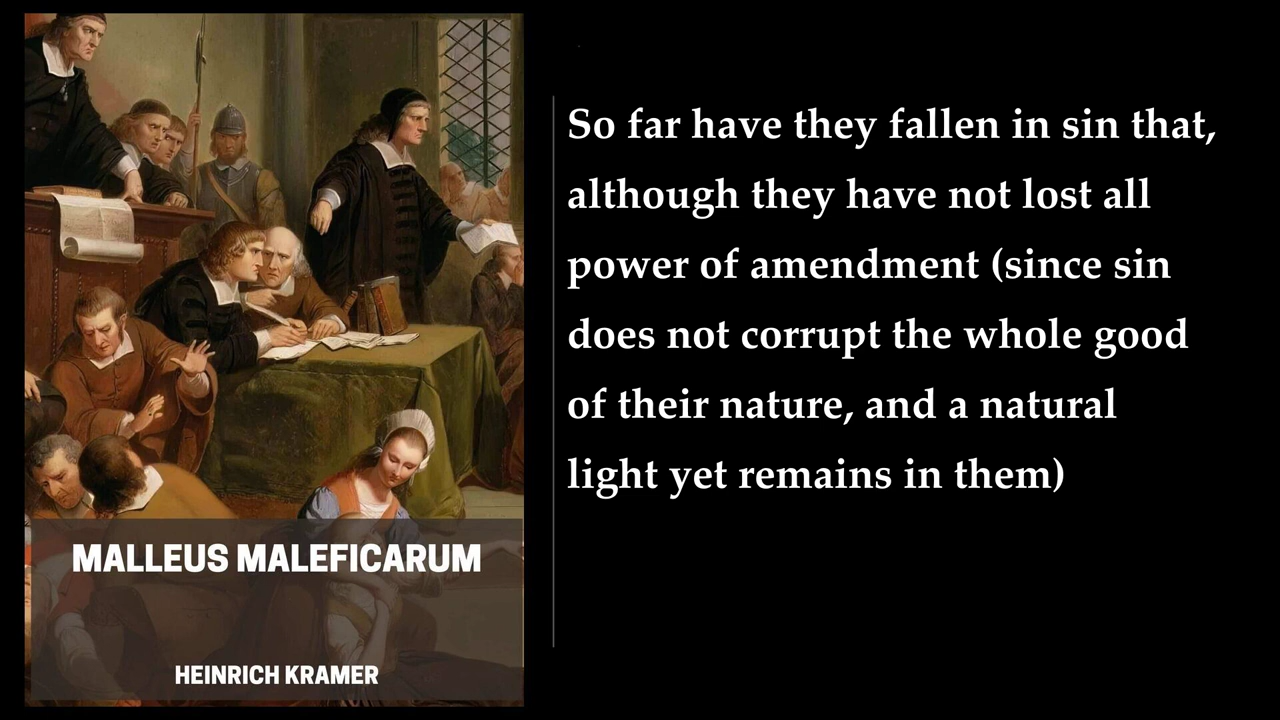 MALLEUS MALEFICARUM
HEINRICH KRAMER
So far have they fallen in sin that,
although they have not lost all
power of amendment (since sin
does not corrupt the whole good
of their nature, and a natural
light yet remains in them)